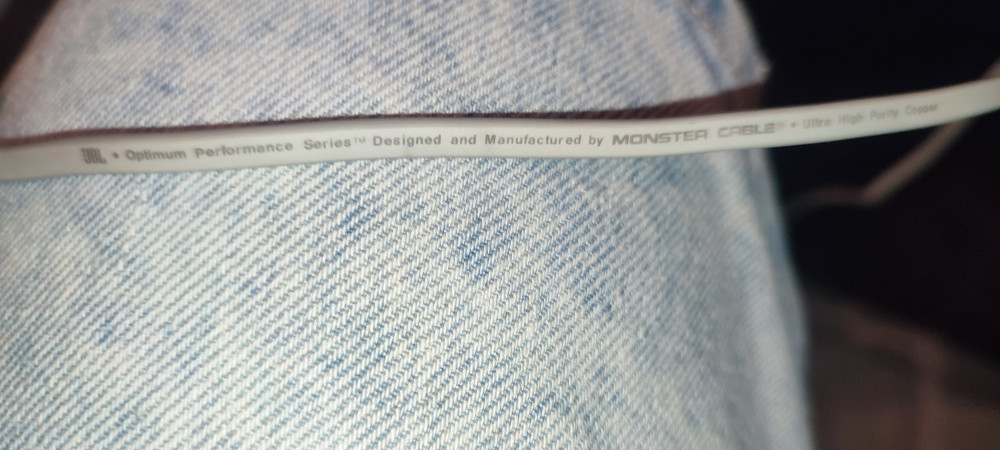 JBL • Optimum Performance Series™ Designed and Manufactured by MONSTER CABLE® • Ultra High Purity Copper